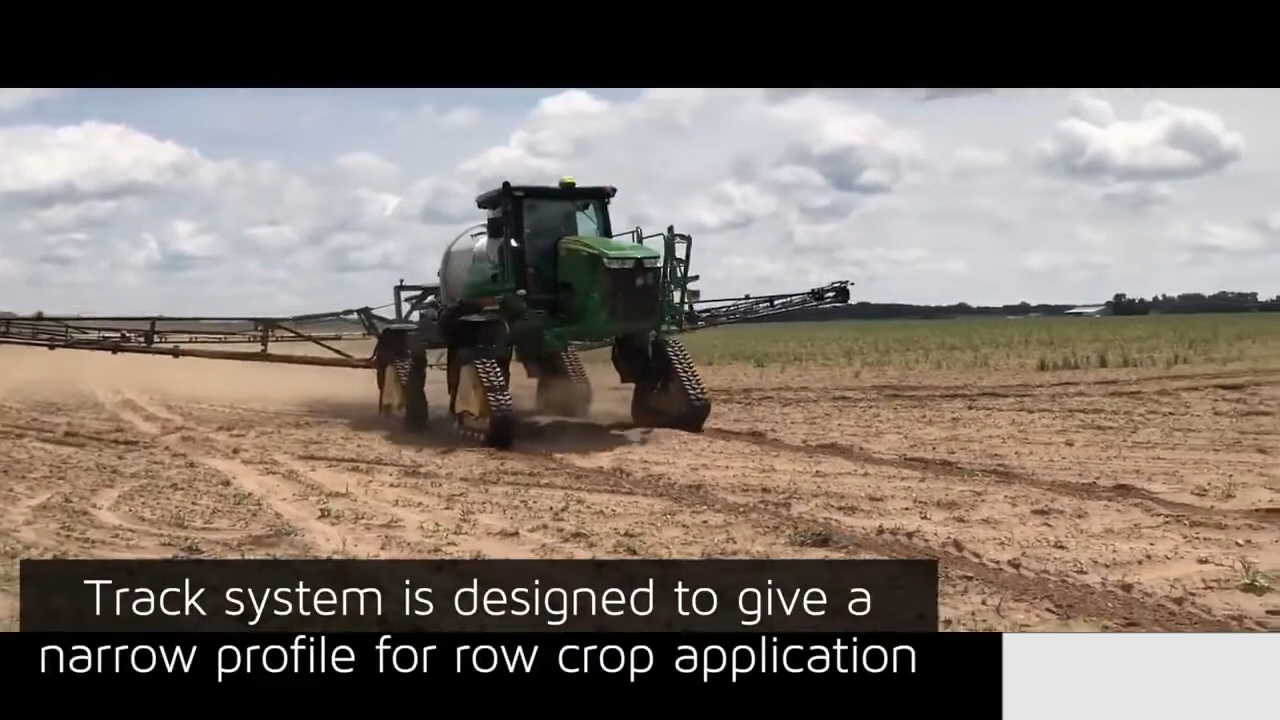 Track system is designed to give a
narrow profile for row crop application